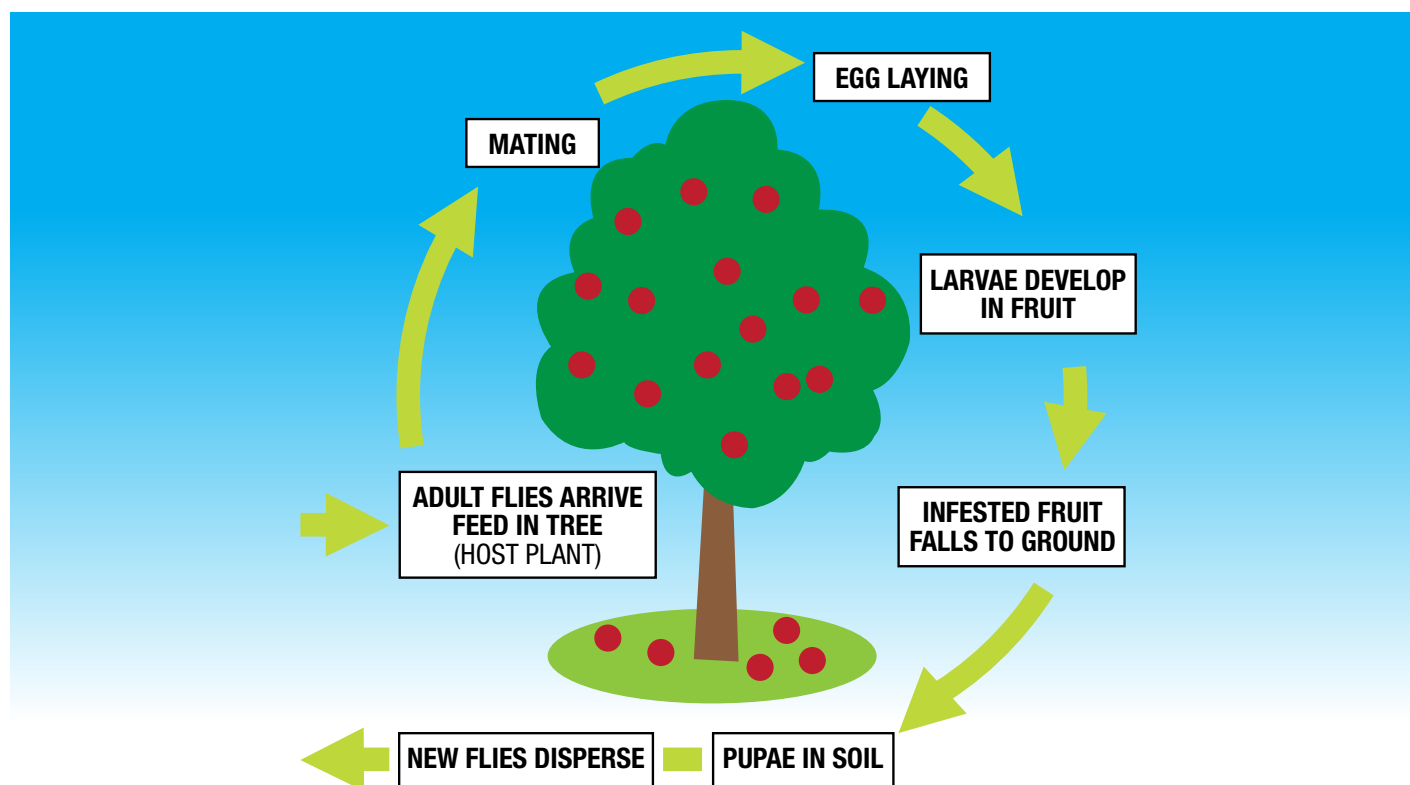 ADULT FLIES ARRIVE
FEED IN TREE
(HOST PLANT)
MATING
EGG LAYING
LARVAE DEVELOP
IN FRUIT
INFESTED FRUIT
FALLS TO GROUND
PUPAE IN SOIL
NEW FLIES DISPERSE